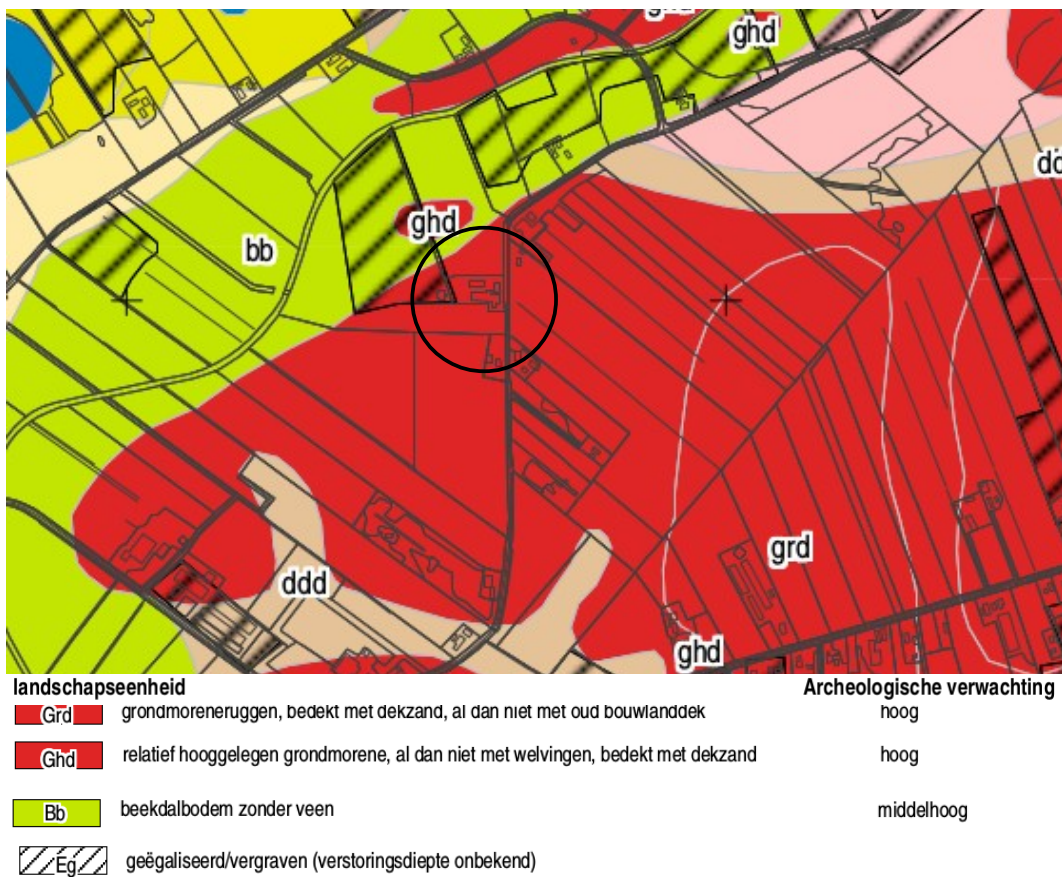 ghd
ghd
dd
ghd
bb
grd
ddd
ghd
landschapseenheid Archeologische verwachting
Grd grondmoreneruggen, bedekt met dekzand, al dan niet met oud bouwlanddek hoog
Ghd relatief hooggelegen grondmorene, al dan niet met welvingen, bedekt met dekzand hoog
Bb beekdalbodem zonder veen middelhoog
Eg geëgaliseerd/vergraven (verstoringsdiepte onbekend)